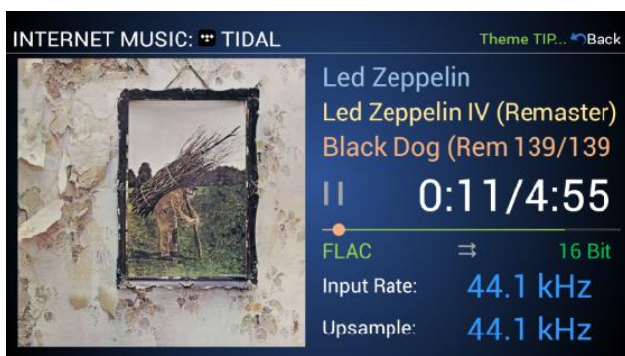 INTERNET MUSIC: TIDAL
Theme TIP... Back
Led Zeppelin
Led Zeppelin IV (Remaster)
Black Dog (Rem 139/139
0:11/4:55
FLAC 16 Bit
Input Rate: 44.1 kHz
Upsample: 44.1 kHz